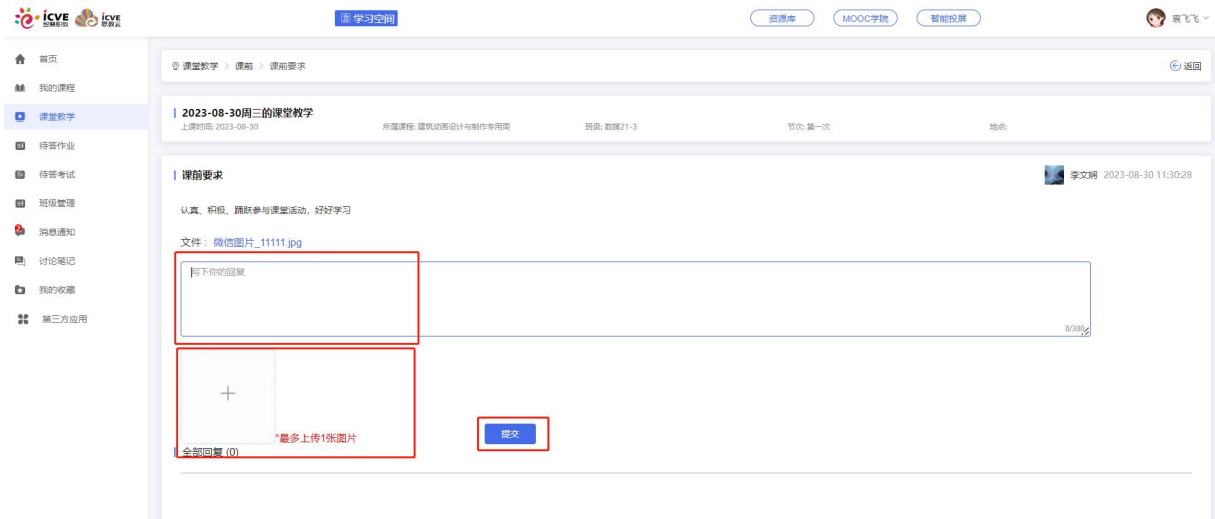 icve 智慧职教 icve 职教云
学习空间
资源库 MOOC学院 智能投屏
袁飞飞
首页
我的课程
课堂教学
待答作业
待答考试
班级管理
2
消息通知
讨论笔记
我的收藏
第三方应用
课堂教学 > 课前 > 课前要求
返回
2023-08-30周三的课堂教学
上课时间: 2023-08-30 所属课程: 建筑动画设计与制作专用周 班级: 数媒21-3 节次: 第一次 地点:
课前要求
李文娴 2023-08-30 11:30:28
认真、积极、踊跃参与课堂活动，好好学习
文件： 微信图片_11111.jpg
写下你的回复
0/300
+
*最多上传1张图片
提交
全部回复 (0)